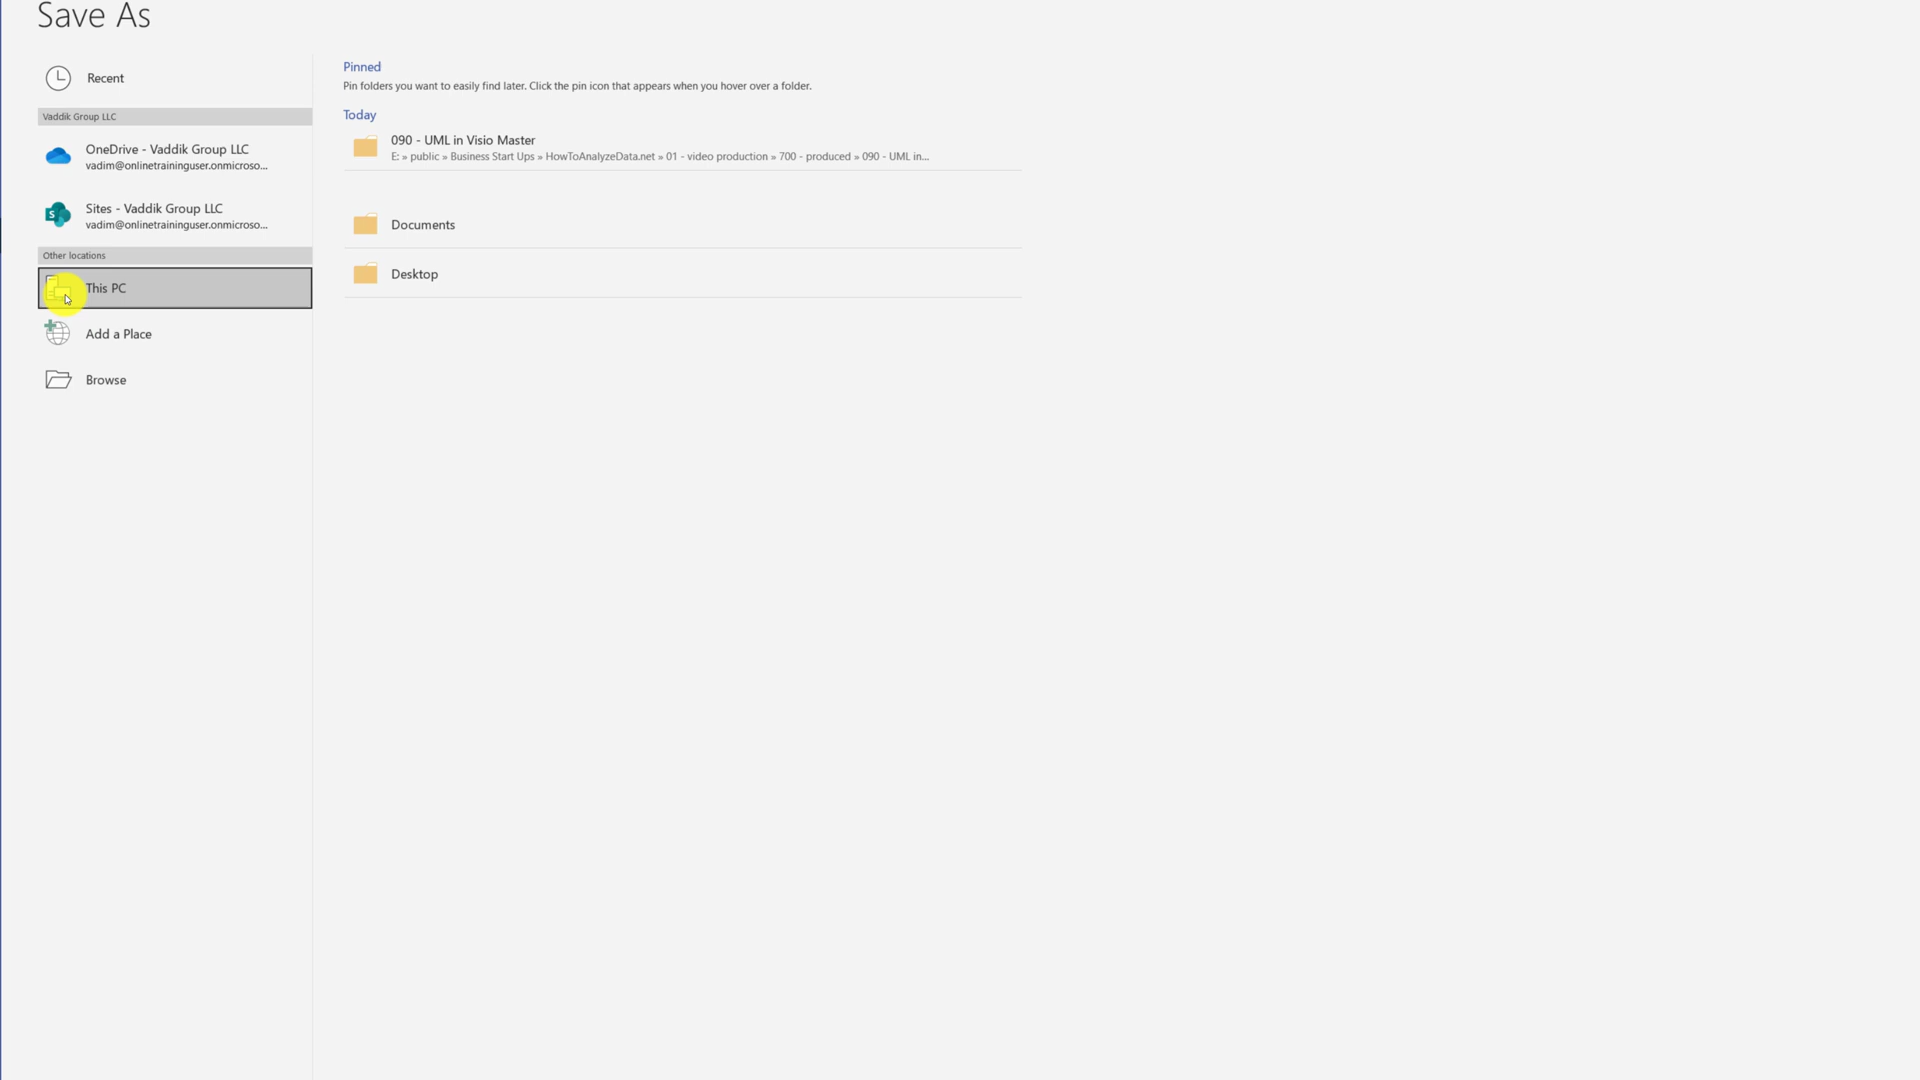 Save As
Recent
Vaddik Group LLC
OneDrive - Vaddik Group LLC
vadim@onlinetraininguser.onmicroso...
Sites - Vaddik Group LLC
vadim@onlinetraininguser.onmicroso...
Other locations
This PC
Add a Place
Browse
Pinned
Pin folders you want to easily find later. Click the pin icon that appears when you hover over a folder.
Today
090 - UML in Visio Master
E: » public » Business Start Ups » HowToAnalyzeData.net » 01 - video production » 700 - produced » 090 - UML in...
Documents
Desktop